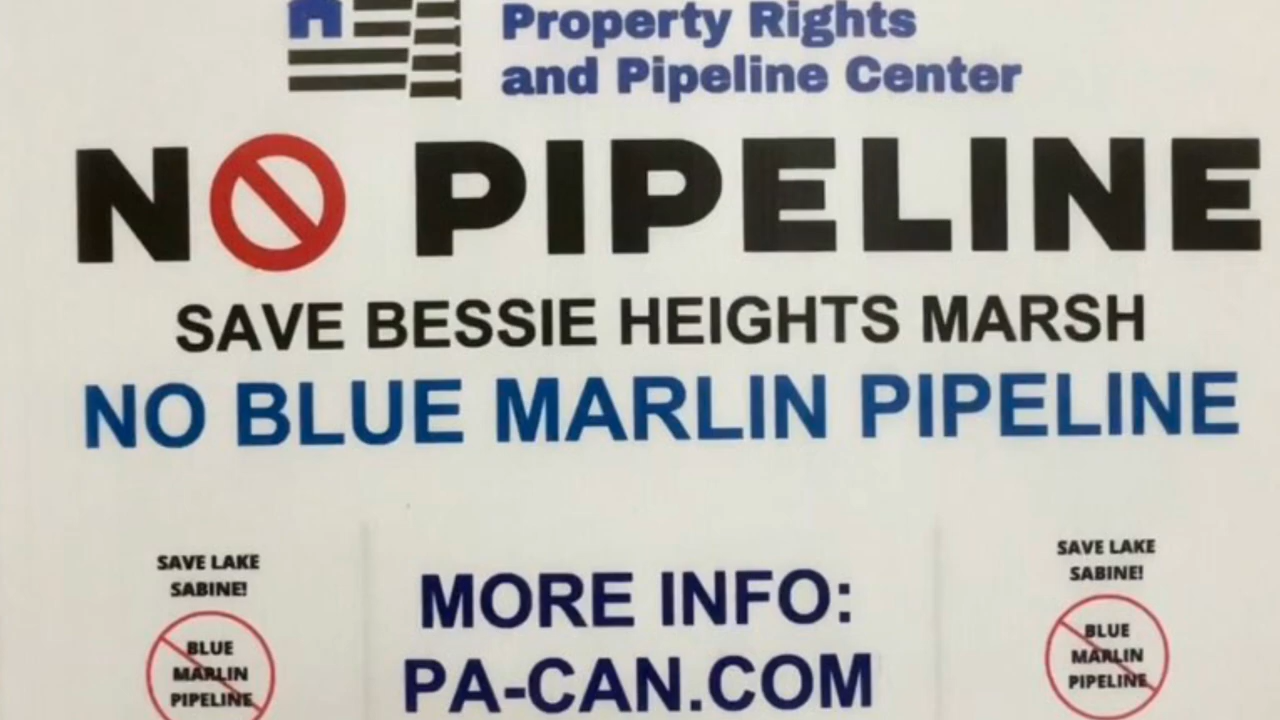 Property Rights
and Pipeline Center
NO PIPELINE
SAVE BESSIE HEIGHTS MARSH
NO BLUE MARLIN PIPELINE
SAVE LAKE
SABINE!
BLUE
MARLIN
PIPELINE
MORE INFO:
PA-CAN.COM
SAVE LAKE
SABINE!
BLUE
MARLIN
PIPELINE